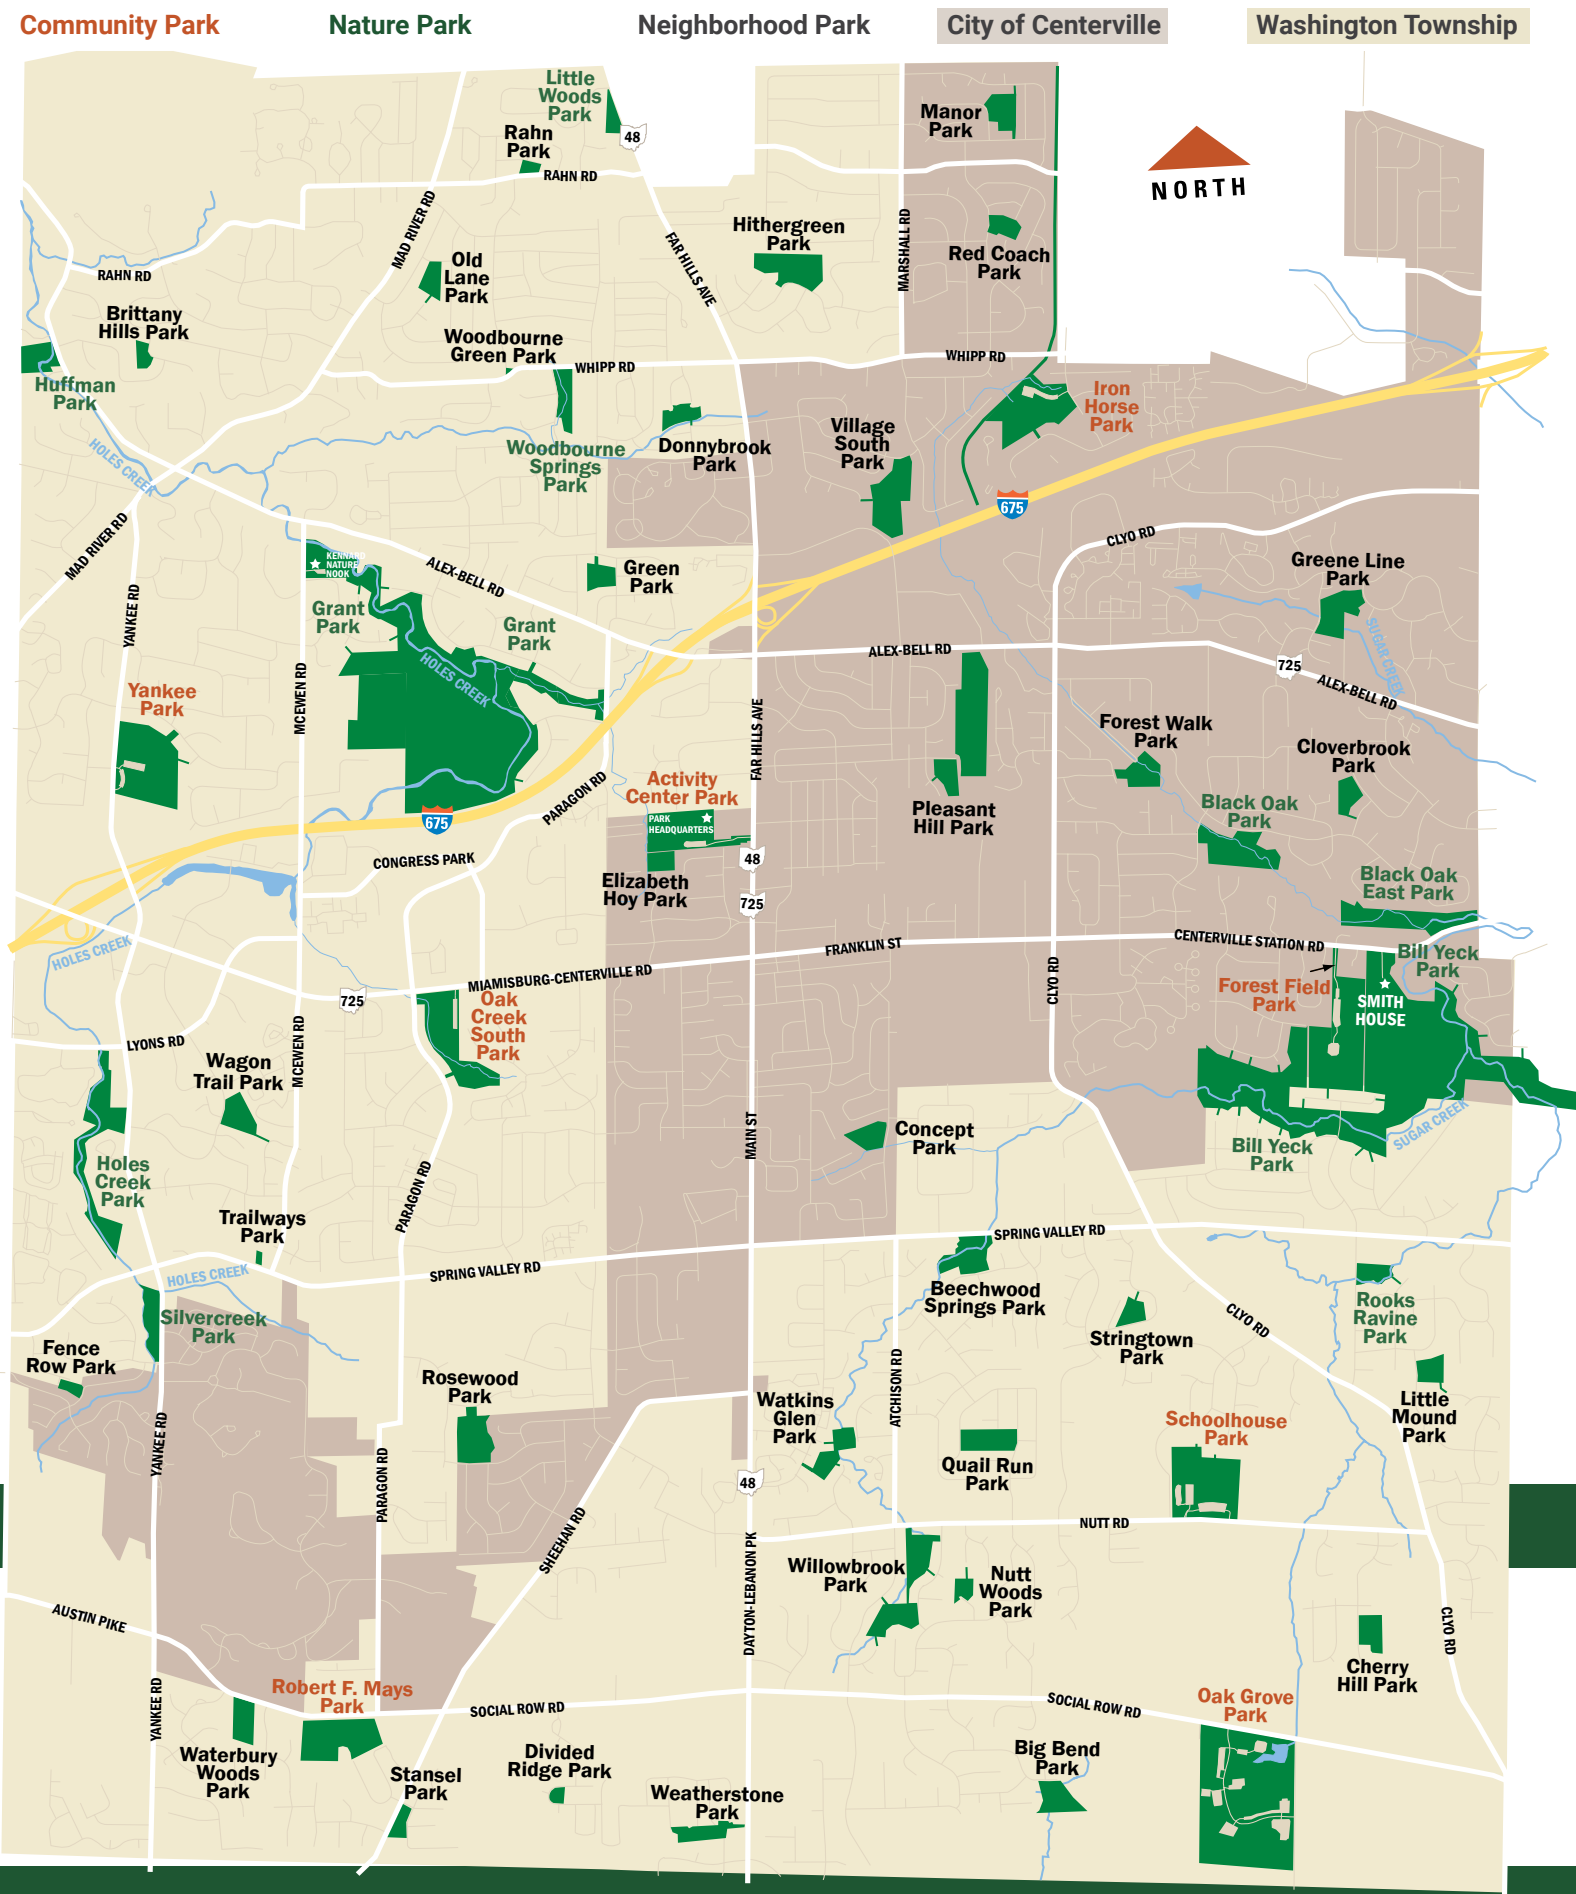 Community Park
Nature Park
Neighborhood Park
City of Centerville
Washington Township
Little
Woods
Park
Rahn
Park
48
RAHN RD
Manor
Park
NORTH
MAD RIVER RD
FAR HILLS AVE
Hithergreen
Park
MARSHALL RD
Red Coach
Park
RAHN RD
Old
Lane
Park
Brittany
Hills Park
Woodbourne
Green Park
WHIPP RD
WHIPP RD
Huffman
Park
Iron
Horse
Park
Village
South
Park
HOLES CREEK
Woodbourne
Springs
Park
Donnybrook
Park
675
MAD RIVER RD
CLYO RD
KENNARD
NATURE
NOOK
ALEX-BELL RD
Green
Park
Greene Line
Park
YANKEE RD
Grant
Park
Grant
Park
SUGAR CREEK
HOLES CREEK
ALEX-BELL RD
725
ALEX-BELL RD
MCEWEN RD
Yankee
Park
FAR HILLS AVE
Forest Walk
Park
Cloverbrook
Park
PARAGON RD
Activity
Center Park
PARK
HEADQUARTERS
Pleasant
Hill Park
Black Oak
Park
675
CONGRESS PARK
48
Elizabeth
Hoy Park
725
Black Oak
East Park
HOLES CREEK
FRANKLIN ST
CENTERVILLE STATION RD
Bill Yeck
Park
MIAMISBURG-CENTERVILLE RD
CLYO RD
Forest Field
Park
SMITH
HOUSE
725
Oak
Creek
South
Park
LYONS RD
MCEWEN RD
Wagon
Trail Park
MAIN ST
Concept
Park
SUGAR CREEK
Bill Yeck
Park
Holes
Creek
Park
PARAGON RD
Trailways
Park
SPRING VALLEY RD
SPRING VALLEY RD
HOLES CREEK
Silvercreek
Park
Beechwood
Springs Park
Rooks
Ravine
Park
CLYO RD
Stringtown
Park
Fence
Row Park
Rosewood
Park
ATCHISON RD
Watkins
Glen
Park
Little
Mound
Park
Schoolhouse
Park
YANKEE RD
PARAGON RD
Quail Run
Park
48
SHEEHAN RD
NUTT RD
DAYTON-LEBANON PK
Willowbrook
Park
Nutt
Woods
Park
AUSTIN PIKE
CLYO RD
Cherry
Hill Park
YANKEE RD
Robert F. Mays
Park
SOCIAL ROW RD
SOCIAL ROW RD
Oak Grove
Park
Waterbury
Woods
Park
Stansel
Park
Divided
Ridge Park
Weatherstone
Park
Big Bend
Park